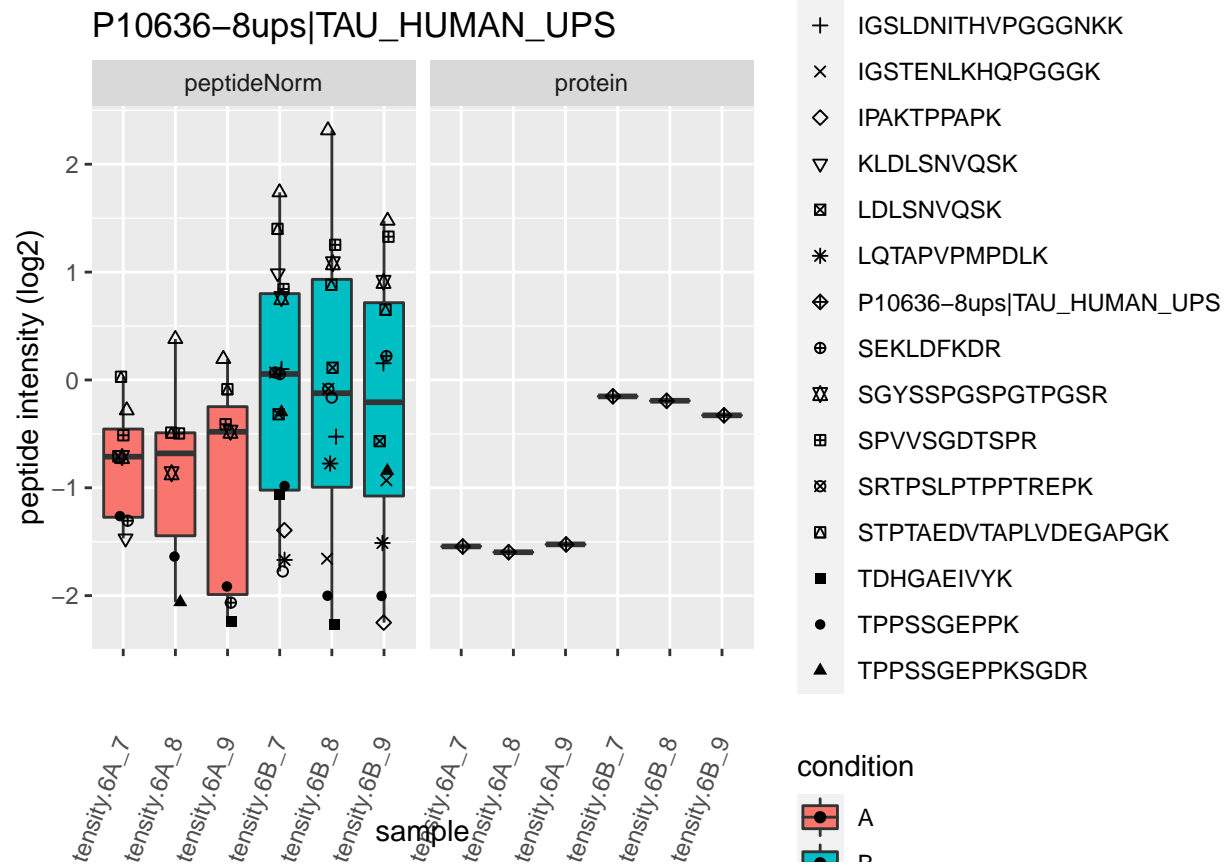 P10636−8ups|TAU_HUMAN_UPS
peptideNorm
protein
peptide intensity (log2)
2
1
0
−1
−2
tensity.6A_7
tensity.6A_8
tensity.6A_9
tensity.6B_7
tensity.6B_8
tensity.6B_9
tensity.6A_7
tensity.6A_8
tensity.6A_9
tensity.6B_7
tensity.6B_8
tensity.6B_9
sample
IGSLDNITHVPGGGNKK
IGSTENLKHQPGGGK
IPAKTPPAPK
KLDLSNVQSK
LDLSNVQSK
LQTAPVPMPDLK
P10636−8ups|TAU_HUMAN_UPS
SEKLDFKDR
SGYSSPGSPGTPGSR
SPVVSGDTSPR
SRTPSLPTPPTREPK
STPTAEDVTAPLVDEGAPGK
TDHGAEIVYK
TPPSSGEPPK
TPPSSGEPPKSGDR
condition
A
B